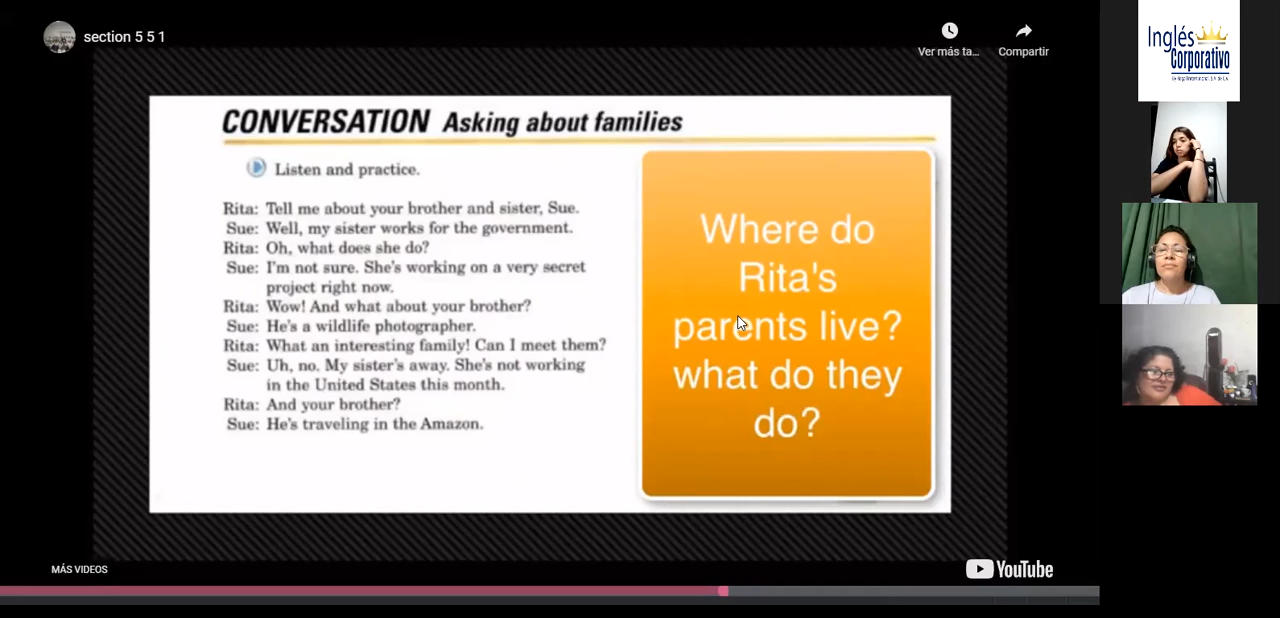 section 5 5 1
Ver más ta...
Compartir
CONVERSATION Asking about families
Listen and practice.
Rita: Tell me about your brother and sister, Sue.
Sue: Well, my sister works for the government.
Rita: Oh, what does she do?
Sue: I'm not sure. She's working on a very secret
project right now.
Rita: Wow! And what about your brother?
Sue: He's a wildlife photographer.
Rita: What an interesting family! Can I meet them?
Sue: Uh, no. My sister's away. She's not working
in the United States this month.
Rita: And your brother?
Sue: He's traveling in the Amazon.
Where do
Rita's
parents live?
what do they
do?
MÁS VIDEOS
YouTube
Inglés
Corporativo